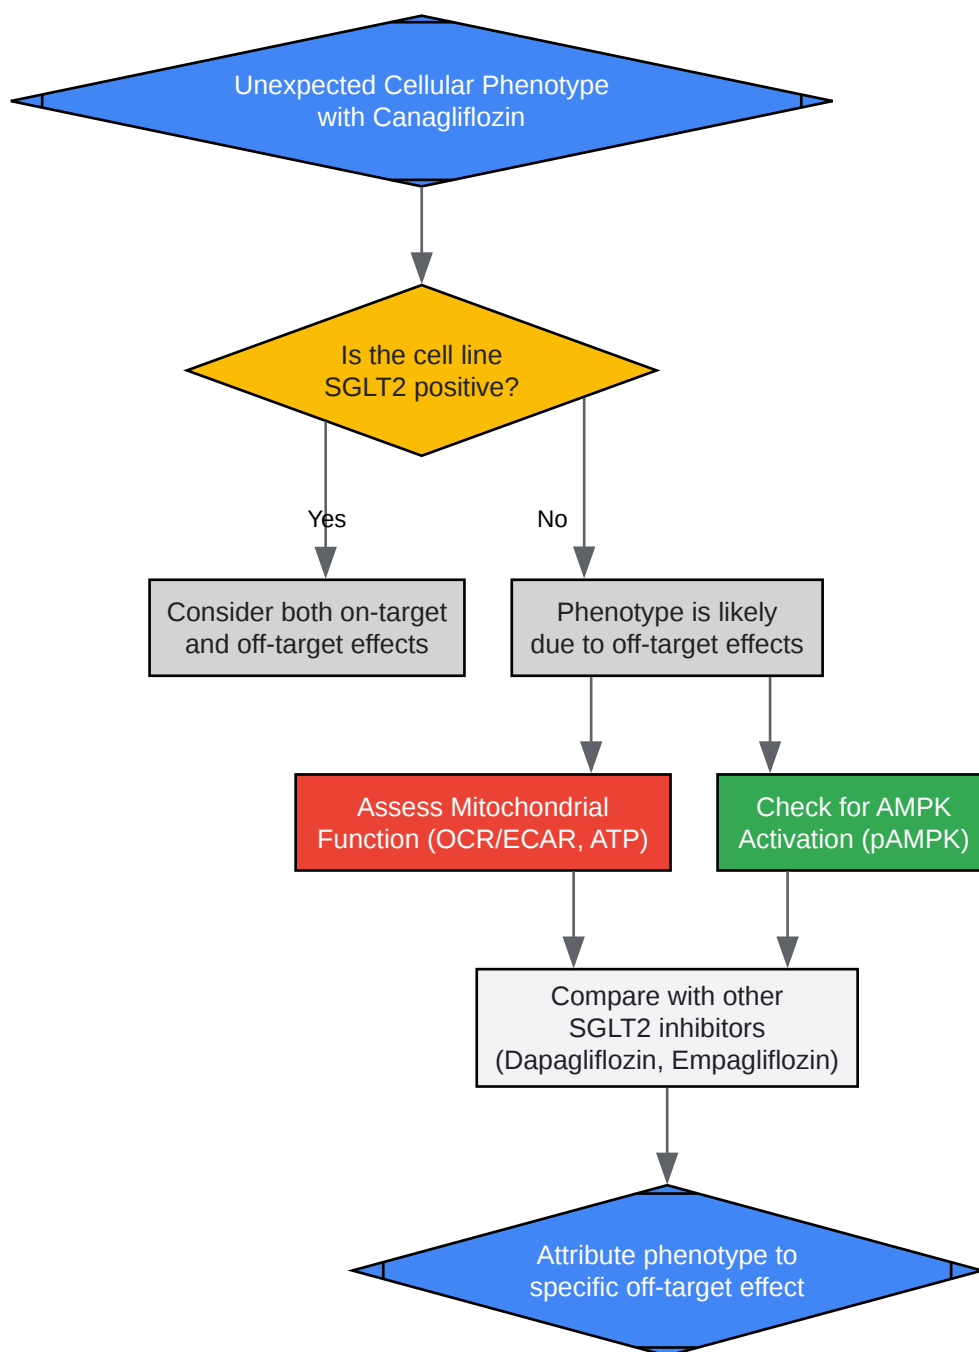 Unexpected Cellular Phenotype
with Canagliflozin
Is the cell line
SGLT2 positive?
Yes
No
Consider both on-target
and off-target effects
Phenotype is likely
due to off-target effects
Assess Mitochondrial
Function (OCR/ECAR, ATP)
Check for AMPK
Activation (pAMPK)
Compare with other
SGLT2 inhibitors
(Dapagliflozin, Empagliflozin)
Attribute phenotype to
specific off-target effect